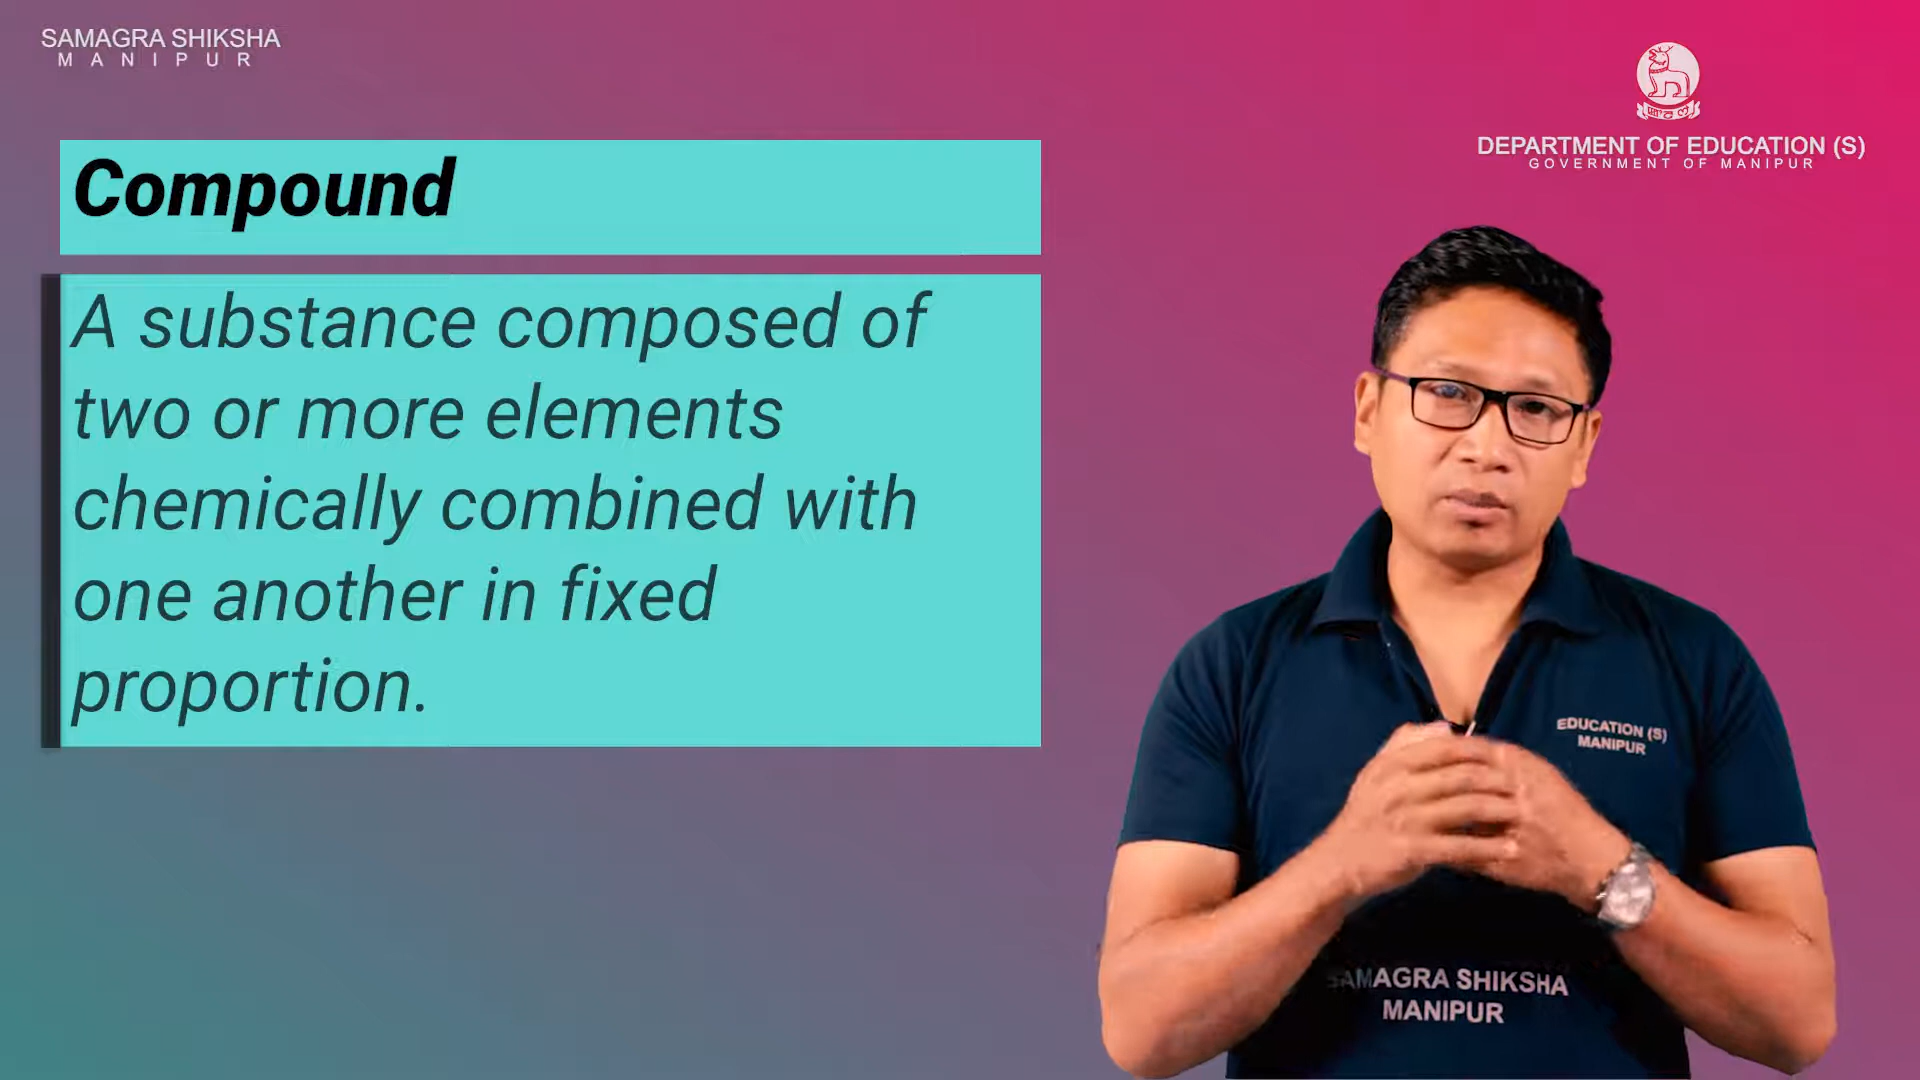 SAMAGRA SHIKSHA
MANIPUR
DEPARTMENT OF EDUCATION (S)
GOVERNMENT OF MANIPUR
Compound
A substance composed of
two or more elements
chemically combined with
one another in fixed
proportion.
EDUCATION (S)
MANIPUR
SAMAGRA SHIKSHA
MANIPUR